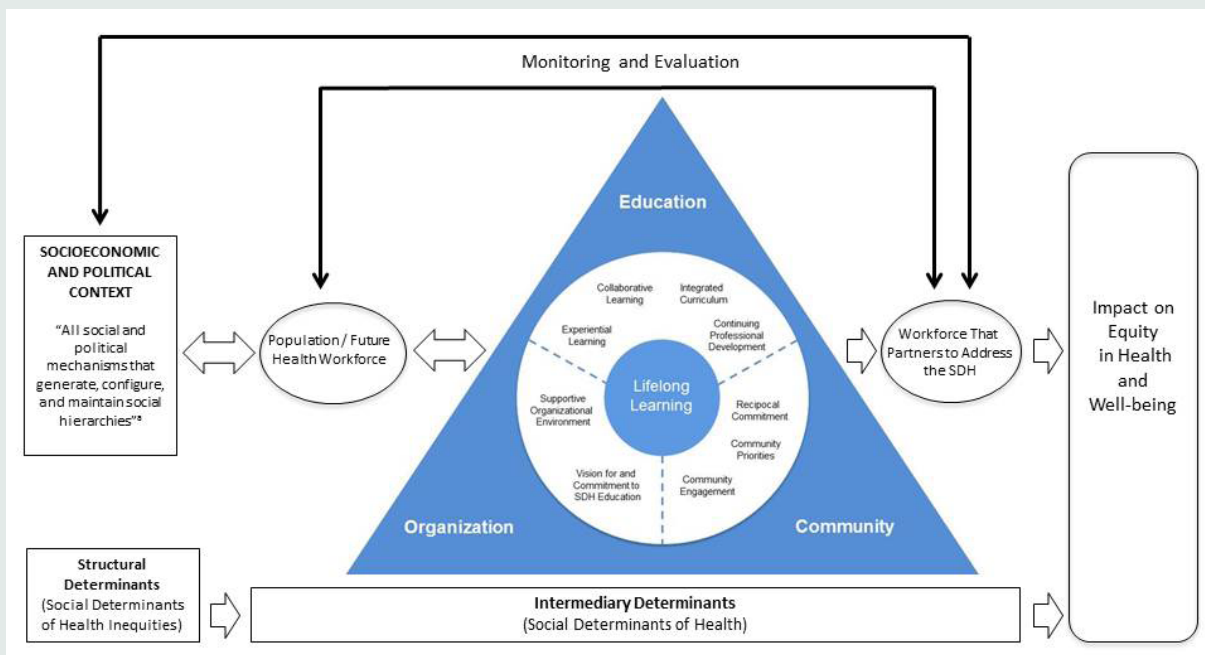 Monitoring and Evaluation
SOCIOECONOMIC
AND POLITICAL
CONTEXT
“All social and
political
mechanisms that
generate, configure,
and maintain social
hierarchies”ª
Population / Future
Health Workforce
Education
Collaborative
Learning
Integrated
Curriculum
Experiential
Learning
Continuing
Professional
Development
Lifelong
Learning
Supportive
Organizational
Environment
Reciprocal
Commitment
Community
Priorities
Vision for and
Commitment to
SDH Education
Community
Engagement
Organization
Community
Workforce That
Partners to Address
the SDH
Impact on
Equity
in Health
and
Well-being
Structural
Determinants
(Social Determinants
of Health Inequities)
Intermediary Determinants
(Social Determinants of Health)